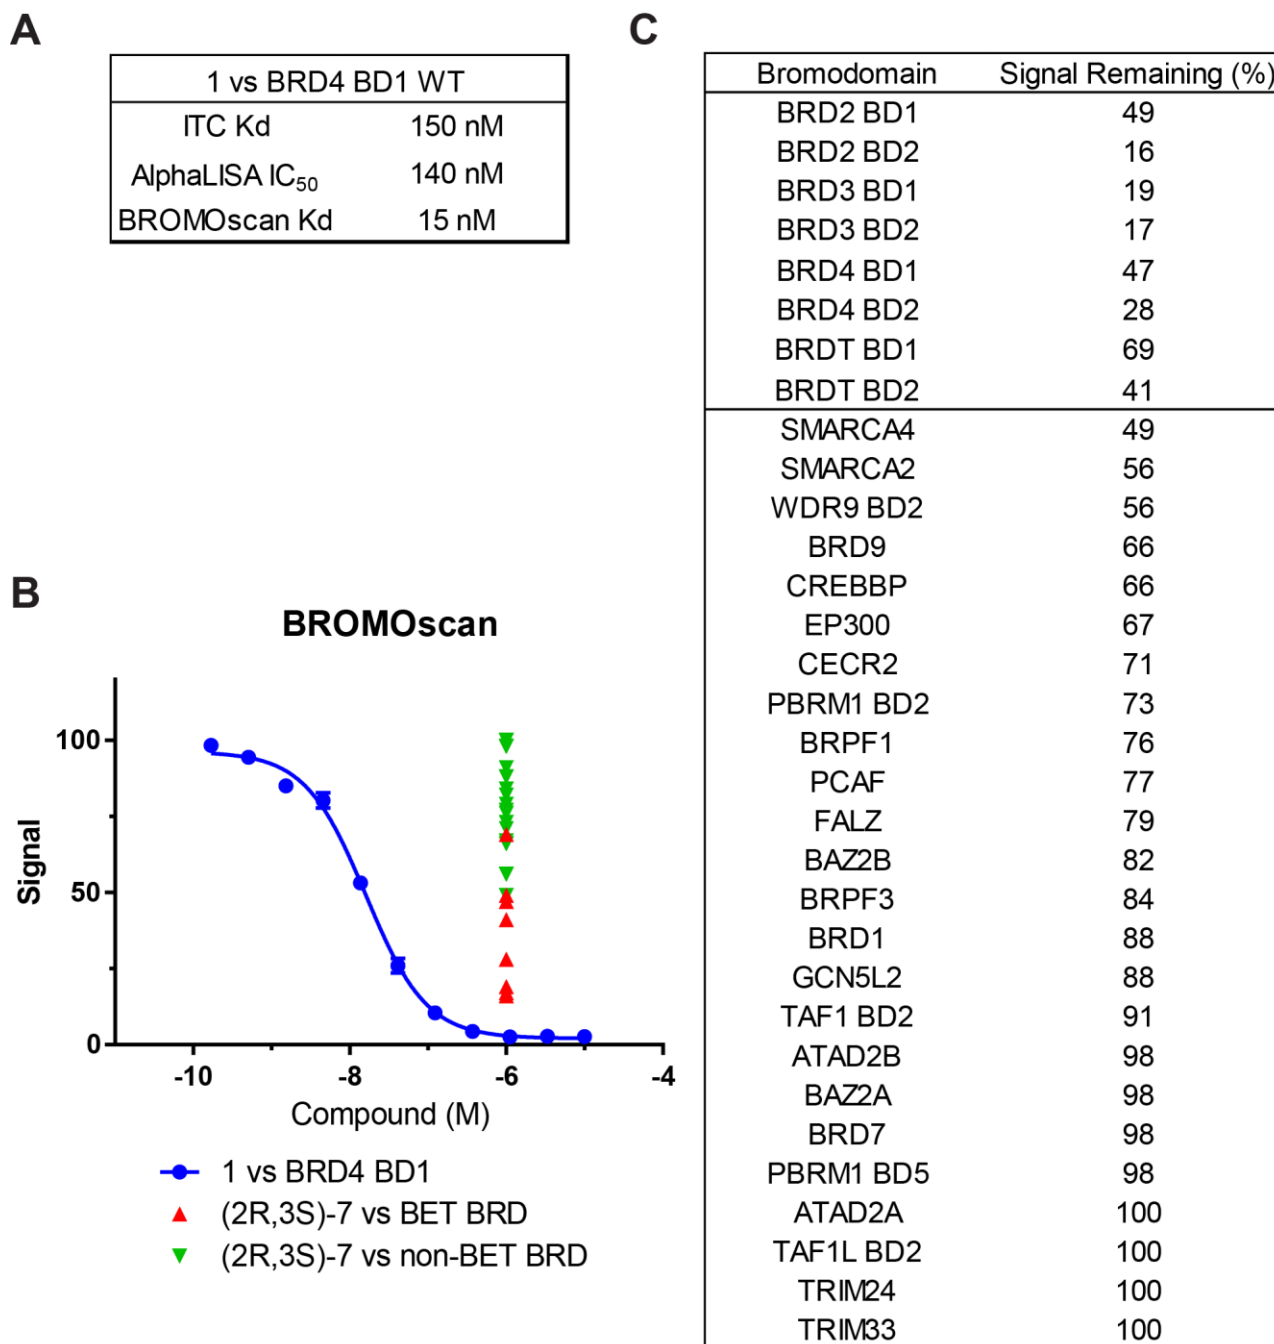 A
1 vs BRD4 BD1 WT
ITC Kd 150 nM
AlphaLISA IC50 140 nM
BROMOscan Kd 15 nM
B
BROMOscan
100
50
0
Signal
-10 -8 -6 -4
Compound (M)
1 vs BRD4 BD1
(2R,3S)-7 vs BET BRD
(2R,3S)-7 vs non-BET BRD
C
Bromodomain Signal Remaining (%)
BRD2 BD1 49
BRD2 BD2 16
BRD3 BD1 19
BRD3 BD2 17
BRD4 BD1 47
BRD4 BD2 28
BRDT BD1 69
BRDT BD2 41
SMARCA4 49
SMARCA2 56
WDR9 BD2 56
BRD9 66
CREBBP 66
EP300 67
CECR2 71
PBRM1 BD2 73
BRPF1 76
PCAF 77
FALZ 79
BAZ2B 82
BRPF3 84
BRD1 88
GCN5L2 88
TAF1 BD2 91
ATAD2B 98
BAZ2A 98
BRD7 98
PBRM1 BD5 98
ATAD2A 100
TAF1L BD2 100
TRIM24 100
TRIM33 100